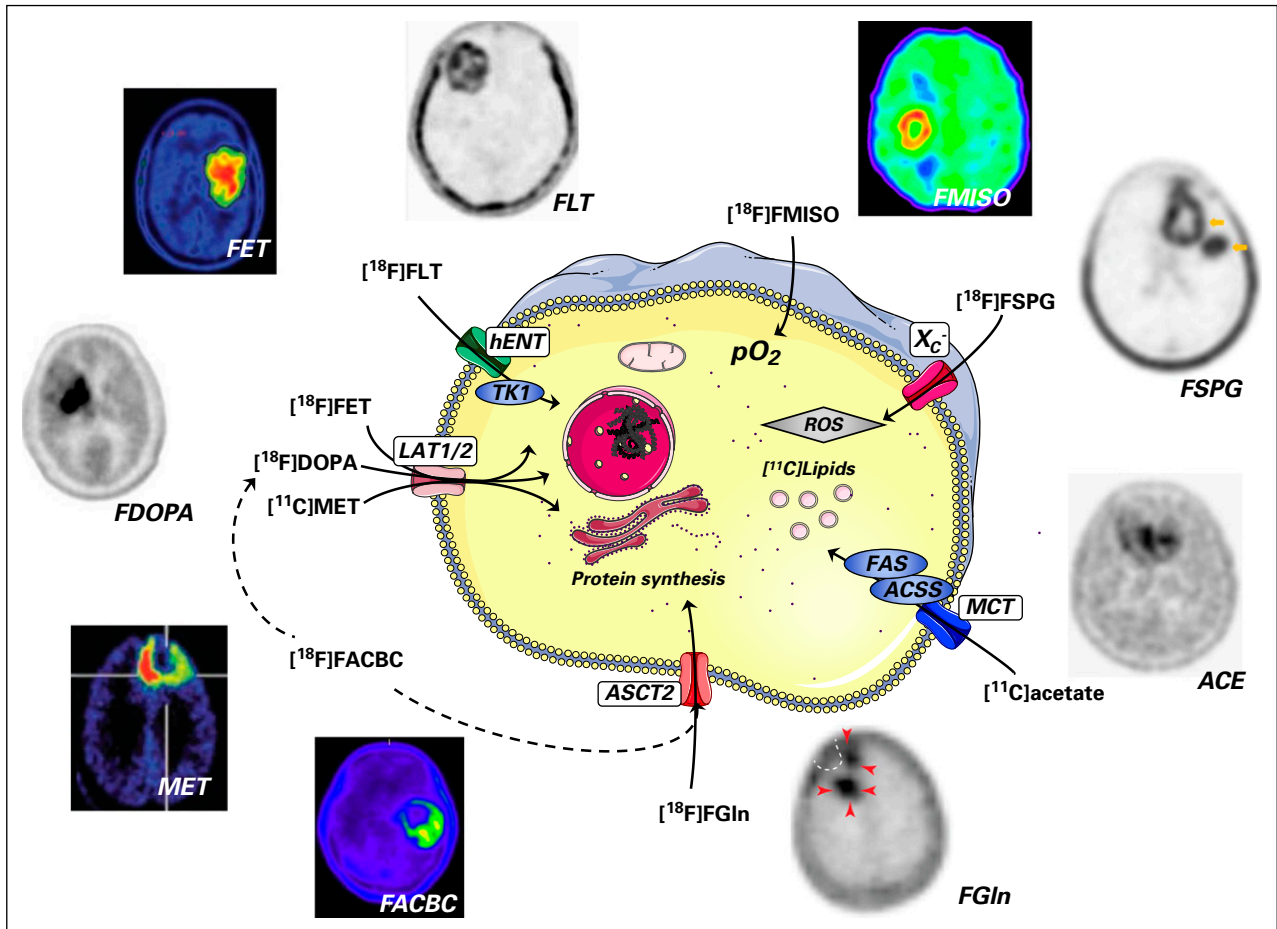 FET
FLT
FMISO
FSPG
[¹⁸F]FMISO
[¹⁸F]FLT
[¹⁸F]FSPG
hENT
X_C⁻
pO₂
TK1
ROS
[¹⁸F]FET
LAT1/2
[¹⁸F]DOPA
[¹¹C]MET
FDOPA
[¹¹C]Lipids
Protein synthesis
FAS
ACSS
MCT
[¹⁸F]FACBC
ASCT2
[¹¹C]acetate
ACE
MET
[¹⁸F]FGln
FACBC
FGln